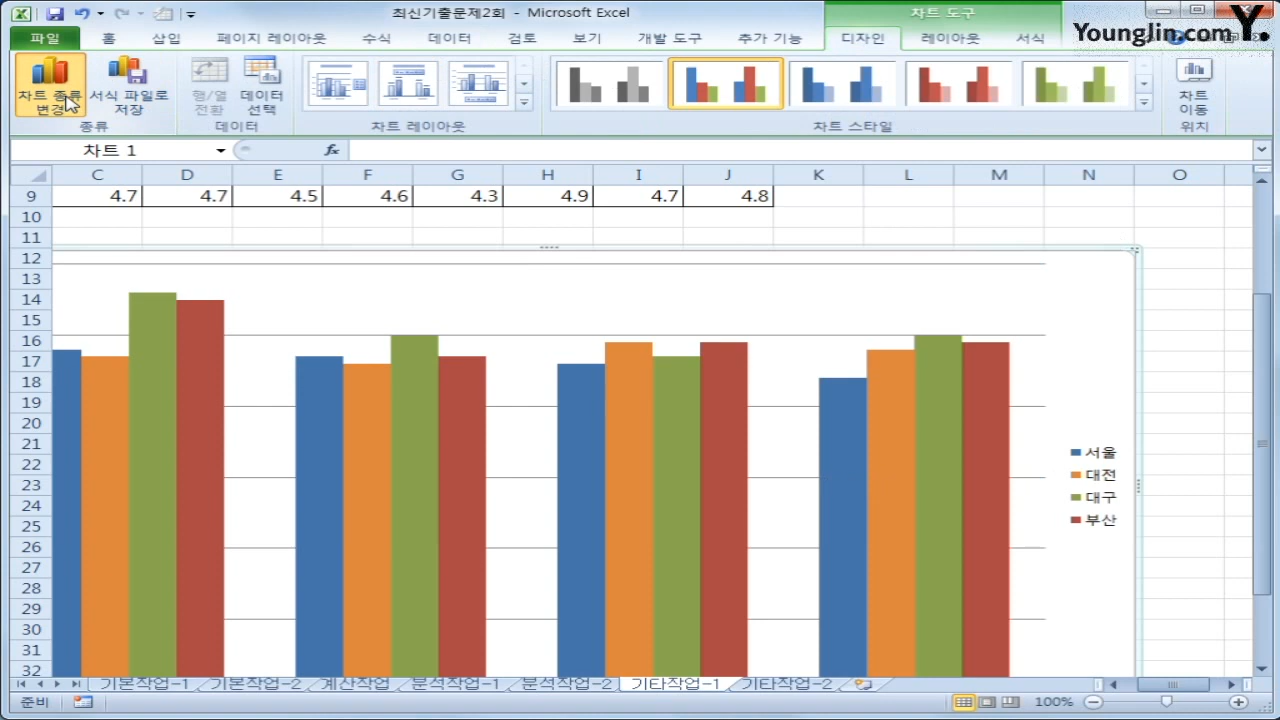 최신기출문제2회 - Microsoft Excel
차트 도구
YoungJin.com Y.
파일 홈 삽입 페이지 레이아웃 수식 데이터 검토 보기 개발 도구 추가 기능 디자인 레이아웃 서식
차트 종류 변경
서식 파일로 저장
행/열 전환
데이터 선택
차트 이동
종류 데이터 차트 레이아웃 차트 스타일 위치
차트 1 fx
C D E F G H I J K L M N O
9 4.7 4.7 4.5 4.6 4.3 4.9 4.7 4.8
10
11
12
13
14
15
16
17
18
19
20
21
22
23
24
25
26
27
28
29
30
31
32
서울
대전
대구
부산
기본작업-1 기본작업-2 계산작업 분석작업-1 분석작업-2 기타작업-1 기타작업-2
준비 100%